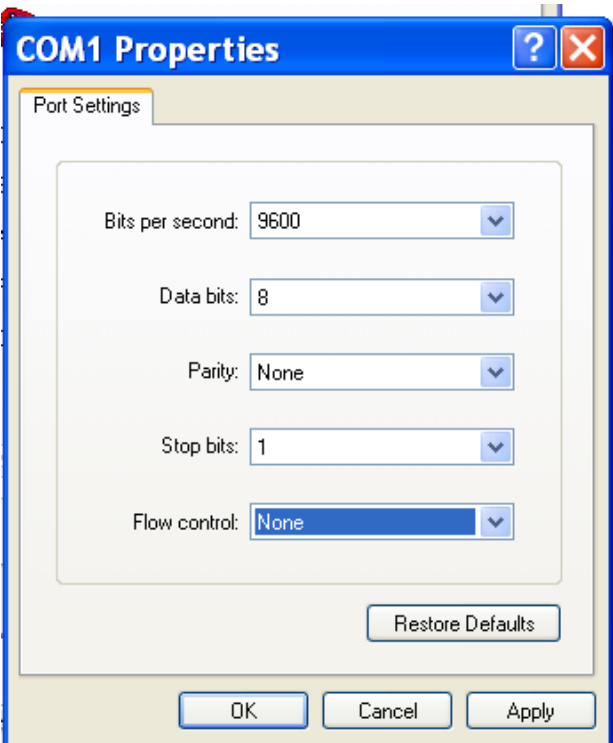 COM1 Properties
Port Settings
Bits per second: 9600
Data bits: 8
Parity: None
Stop bits: 1
Flow control: None
Restore Defaults
OK Cancel Apply